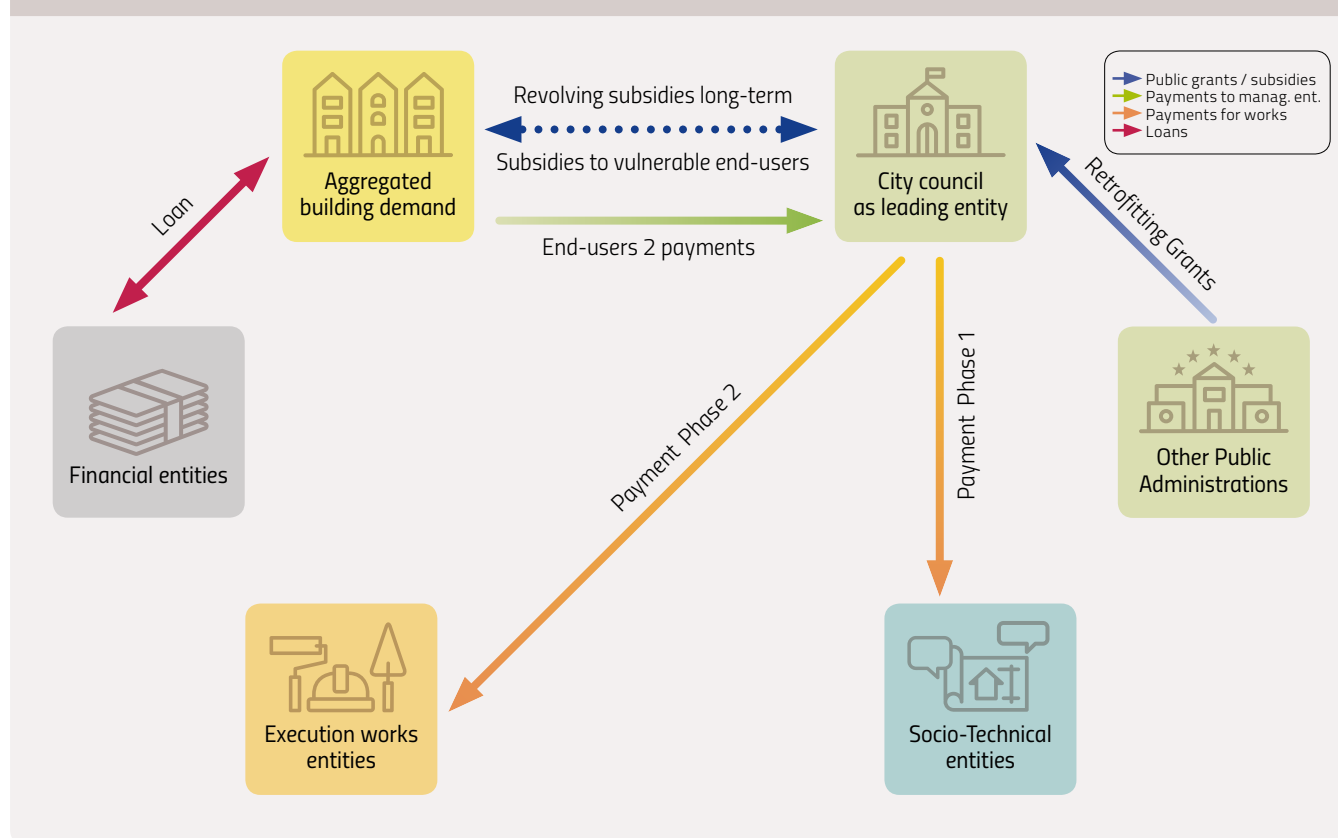 Public grants / subsidies
Payments to manag. ent.
Payments for works
Loans
Revolving subsidies long-term
Subsidies to vulnerable end-users
Aggregated
building demand
City council
as leading entity
End-users 2 payments
Loan
Retrofitting Grants
Financial entities
Payment Phase 2
Payment Phase 1
Other Public
Administrations
Execution works
entities
Socio-Technical
entities